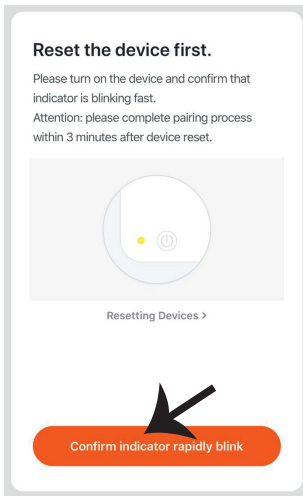 Reset the device first.
Please turn on the device and confirm that
indicator is blinking fast.
Attention: please complete pairing process
within 3 minutes after device reset.
Resetting Devices >
Confirm indicator rapidly blink